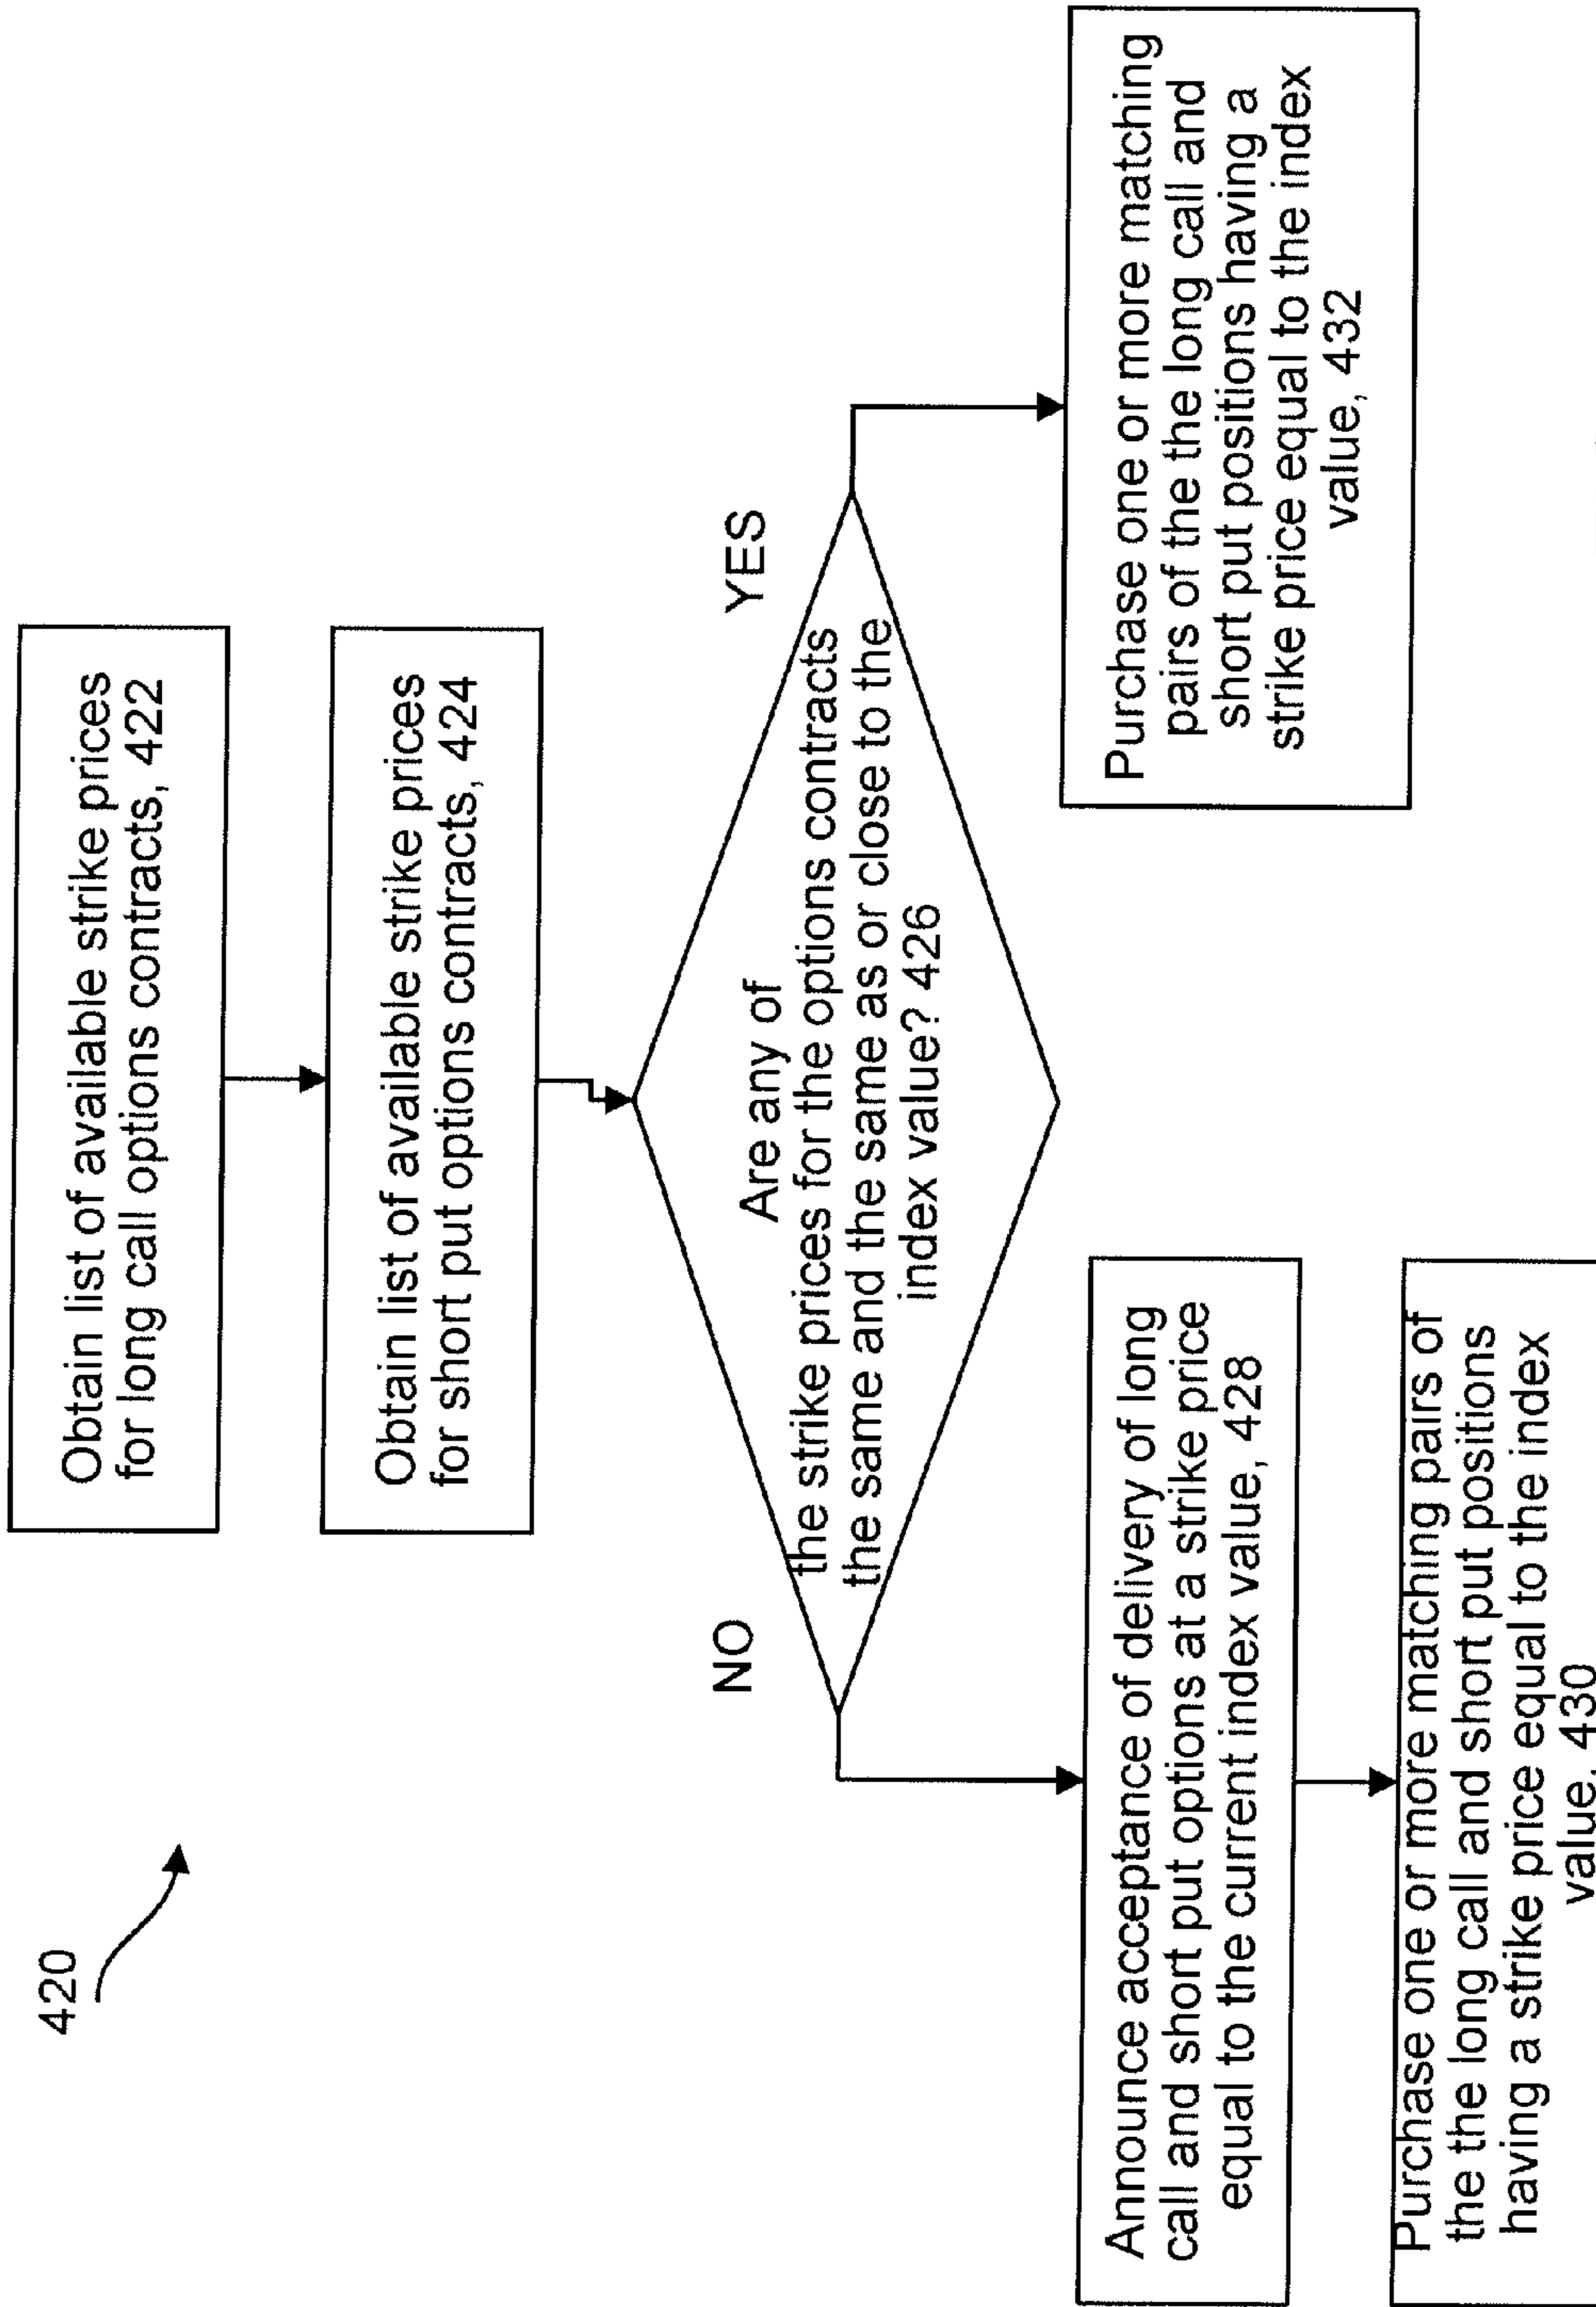 420
Obtain list of available strike prices
for long call options contracts, 422
Obtain list of available strike prices
for short put options contracts, 424
Are any of
the strike prices for the options contracts
the same and the same as or close to the
index value? 426
NO
YES
Announce acceptance of delivery of long
call and short put options at a strike price
equal to the current index value, 428
Purchase one or more matching pairs of
the the long call and short put positions
having a strike price equal to the index
value, 430
Purchase one or more matching
pairs of the the long call and
short put positions having a
strike price equal to the index
value, 432